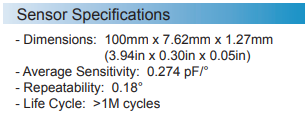 Sensor Specifications
- Dimensions: 100mm x 7.62mm x 1.27mm
(3.94in x 0.30in x 0.05in)
- Average Sensitivity: 0.274 pF/°
- Repeatability: 0.18°
- Life Cycle: >1M cycles